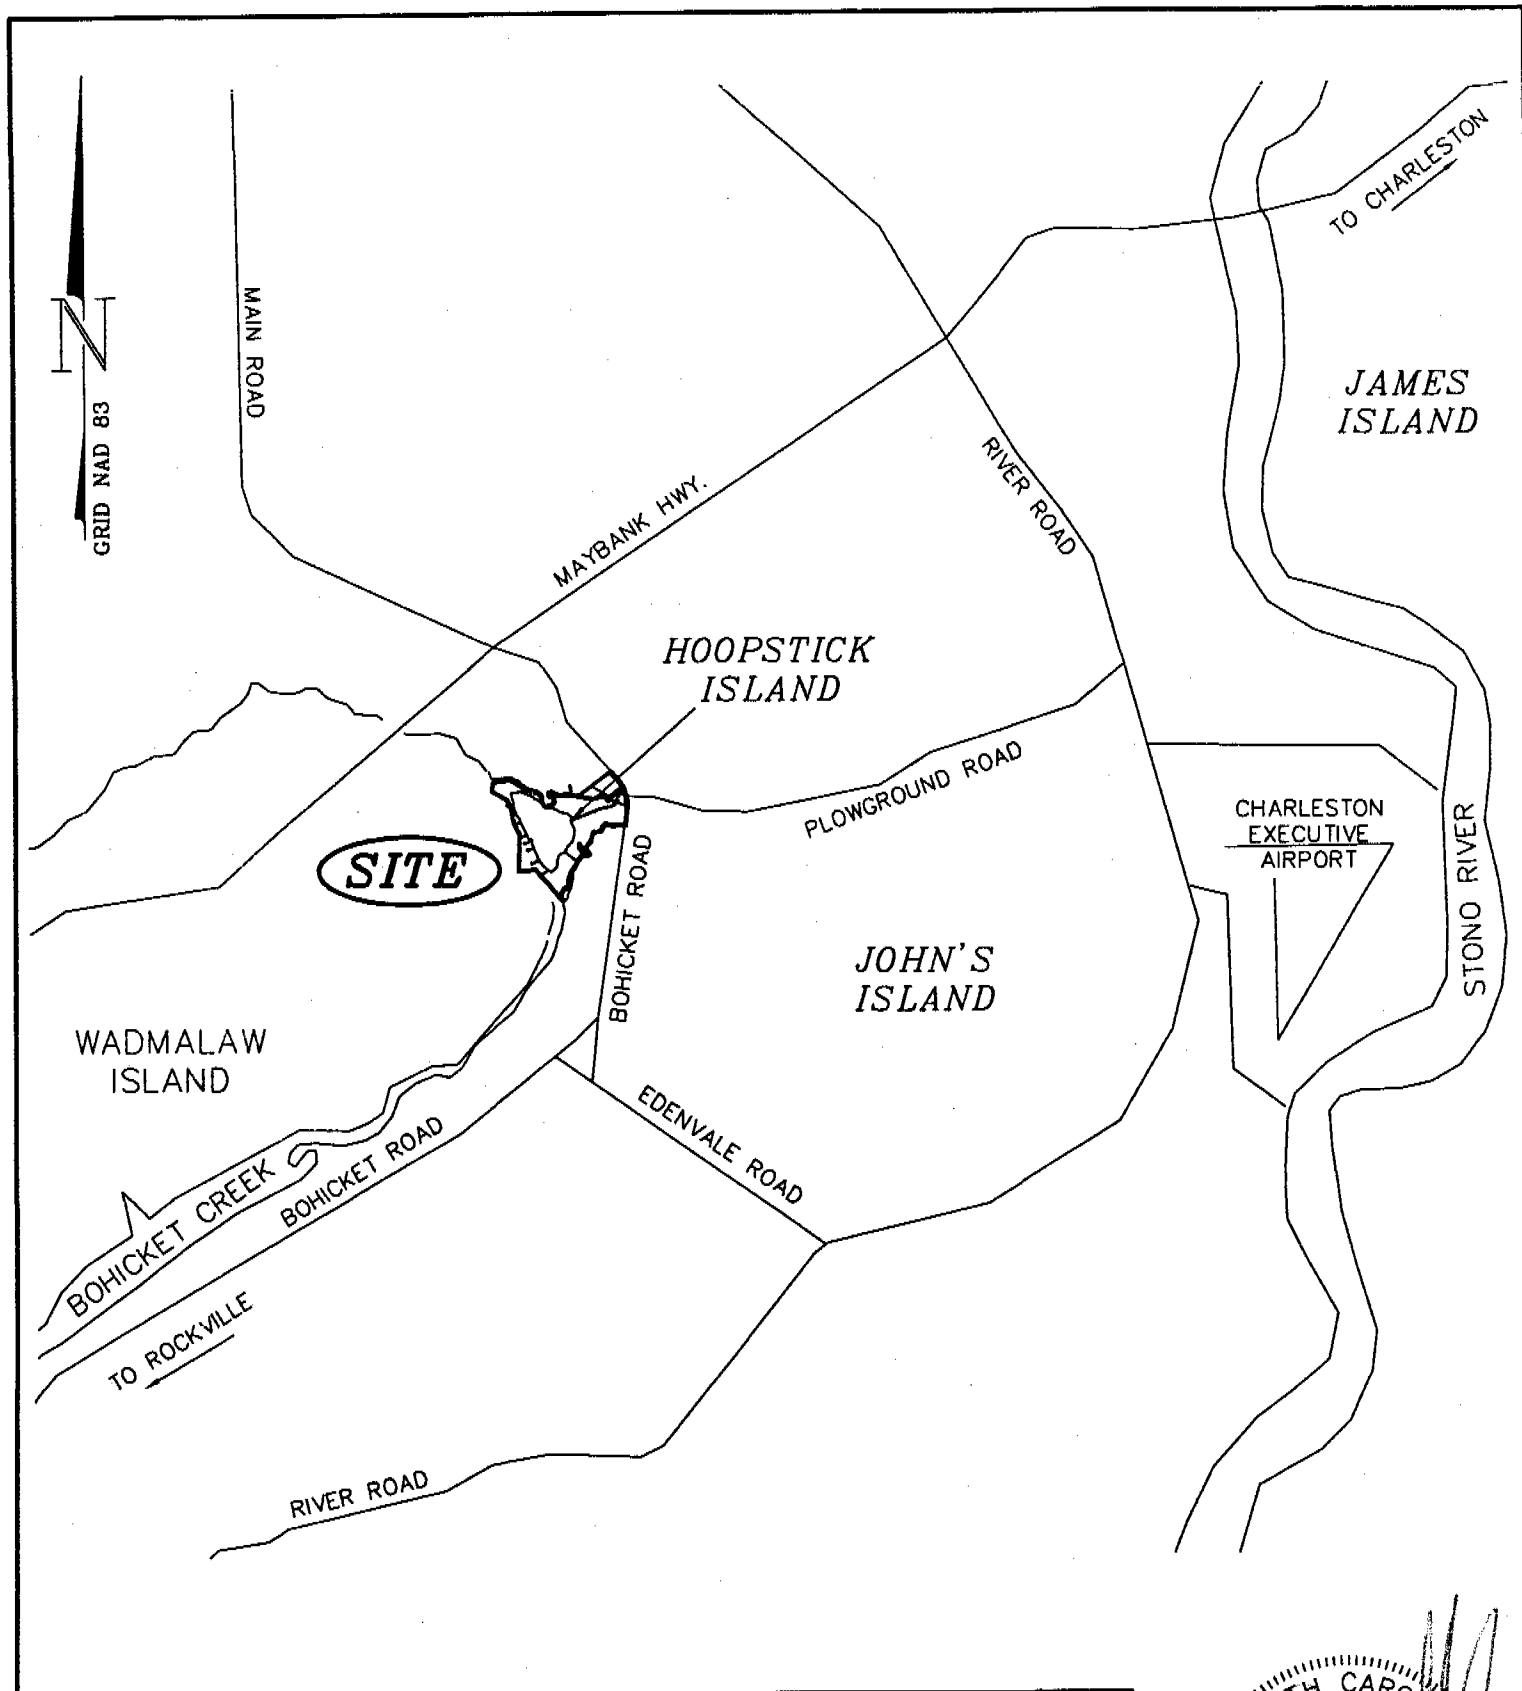 TO CHARLESTON
MAIN ROAD
N
GRID NAD 83
JAMES
ISLAND
RIVER ROAD
MAYBANK HWY.
HOOPSTICK
ISLAND
PLOWGROUND ROAD
CHARLESTON
EXECUTIVE
AIRPORT
STONO RIVER
SITE
BOHICKET ROAD
JOHN'S
ISLAND
WADMALAW
ISLAND
EDENVALE ROAD
BOHICKET CREEK
BOHICKET ROAD
TO ROCKVILLE
RIVER ROAD